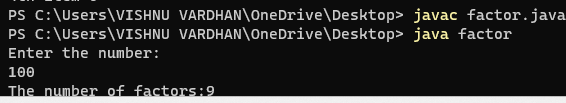 PS C:\Users\VISHNU VARDHAN\OneDrive\Desktop> javac factor.java
PS C:\Users\VISHNU VARDHAN\OneDrive\Desktop> java factor
Enter the number:
100
The number of factors:9